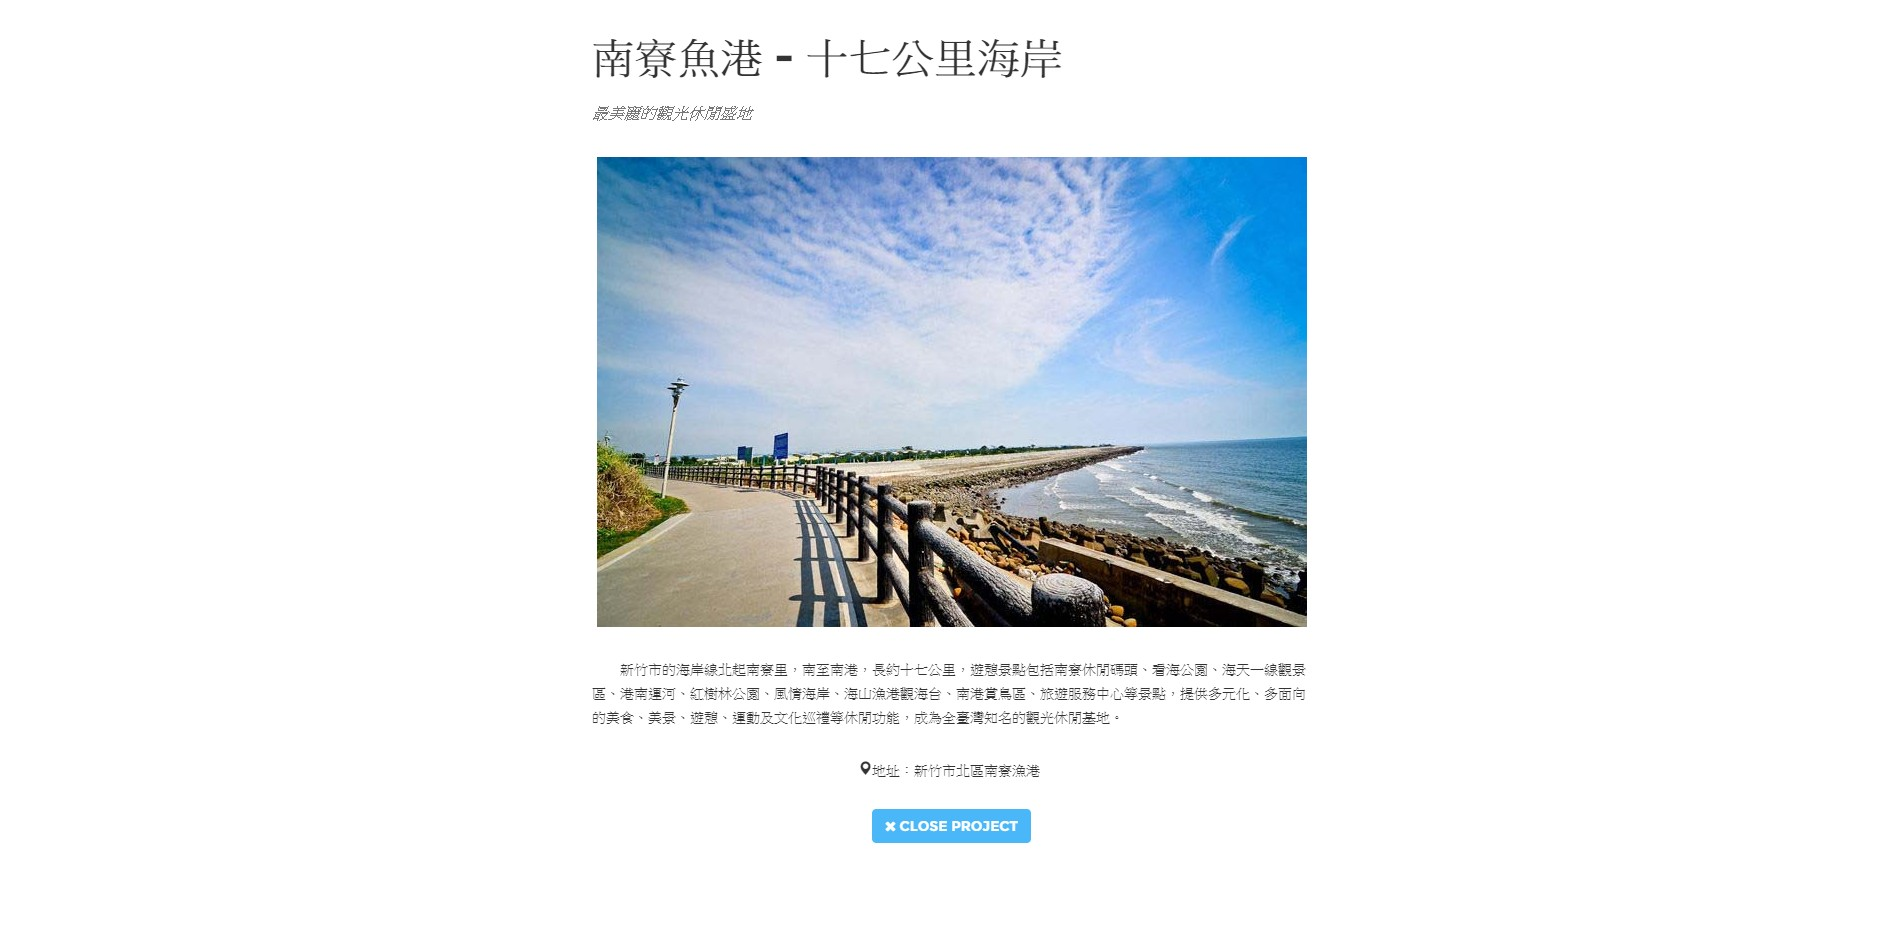 南寮魚港 - 十七公里海岸
最美麗的觀光休閒盛地
新竹市的海岸線北起南寮里，南至南港，長約十七公里，遊憩景點包括南寮休閒碼頭、看海公園、海天一線觀景
區、港南運河、紅樹林公園、風情海岸、海山漁港觀海台、南港賞鳥區、旅遊服務中心等景點，提供多元化、多面向
的美食、美景、遊憩、運動及文化巡禮等休閒功能，成為全臺灣知名的觀光休閒基地。
地址：新竹市北區南寮漁港
✖ CLOSE PROJECT